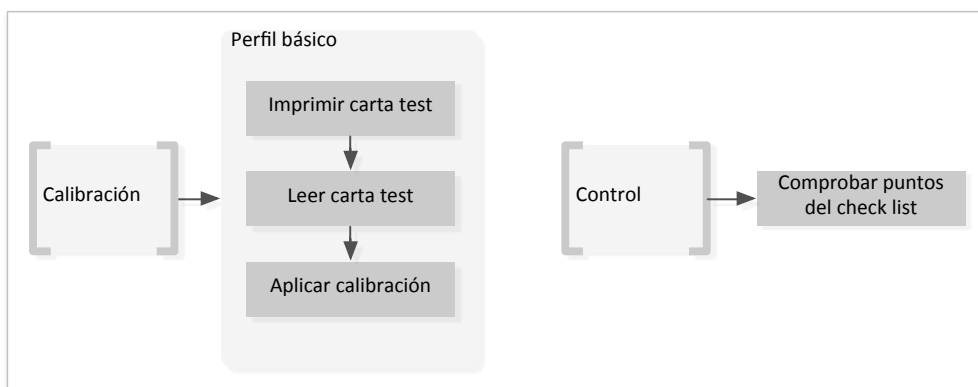 Perfil básico
Imprimir carta test
Calibración
Leer carta test
Aplicar calibración
Control
Comprobar puntos
del check list